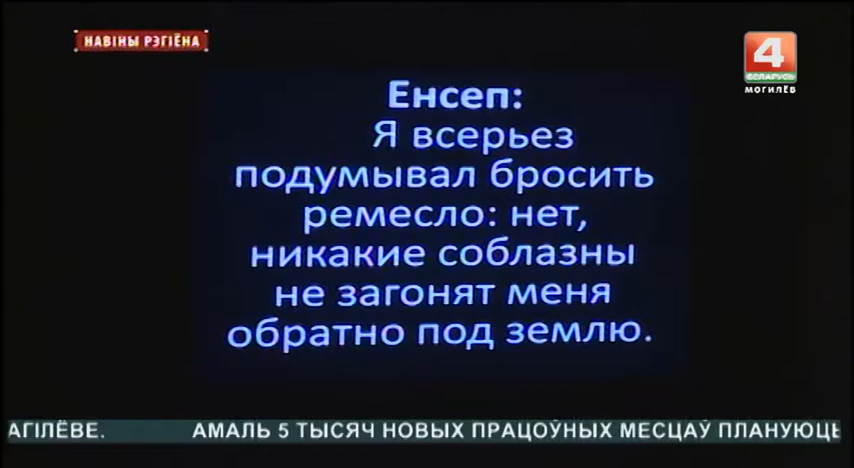 НАВІНЫ РЭГІЁНА
4
БЕЛАРУСЬ
МОГИЛЁВ
Енсеп:
Я всерьез
подумывал бросить
ремесло: нет,
никакие соблазны
не загонят меня
обратно под землю.
АГІЛЁВЕ. АМАЛЬ 5 ТЫСЯЧ НОВЫХ ПРАЦОЎНЫХ МЕСЦАЎ ПЛАНУЮЦЬ